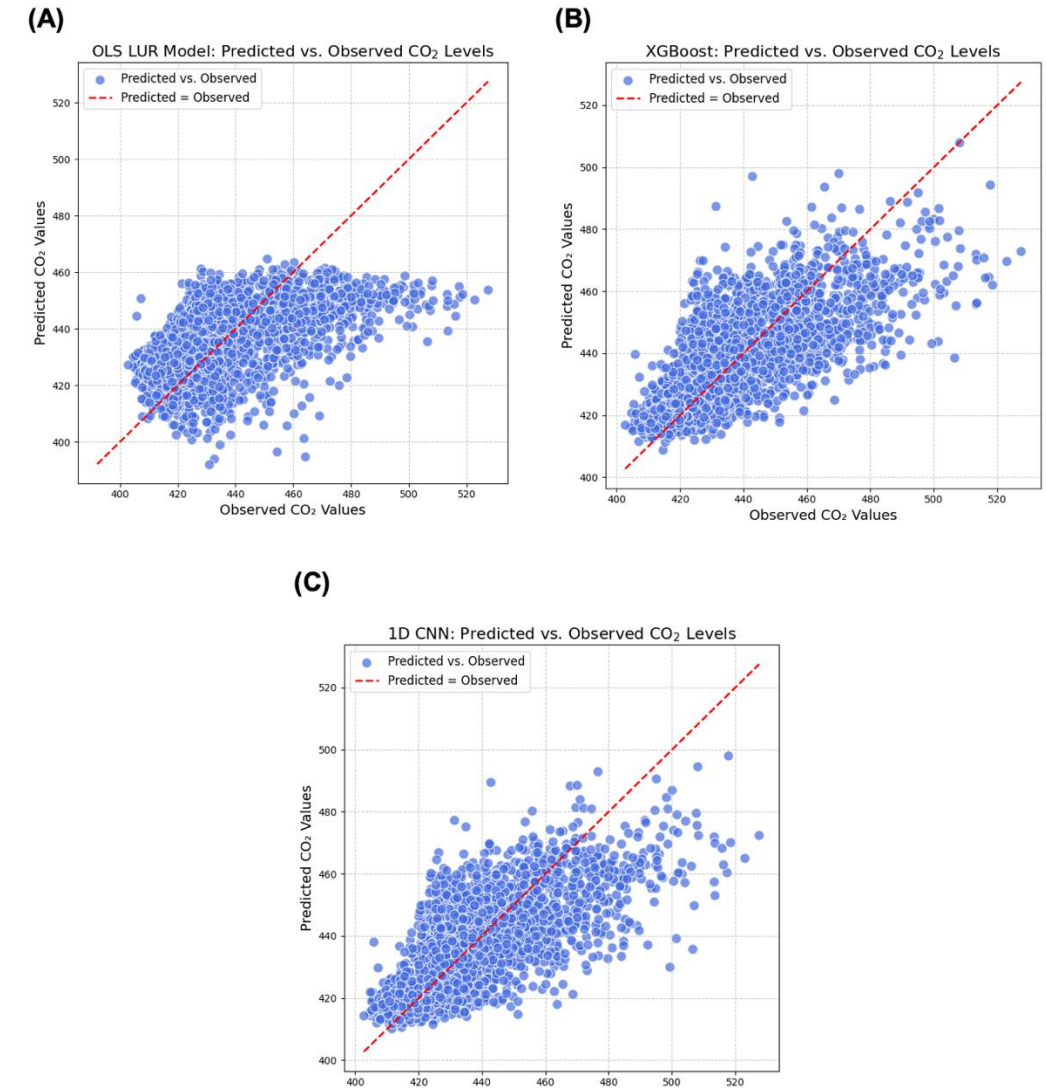 (A)
OLS LUR Model: Predicted vs. Observed CO₂ Levels
Predicted vs. Observed
Predicted = Observed
520
500
480
460
440
420
400
Predicted CO₂ Values
400 420 440 460 480 500 520
Observed CO₂ Values
(B)
XGBoost: Predicted vs. Observed CO₂ Levels
Predicted vs. Observed
Predicted = Observed
520
500
480
460
440
420
400
Predicted CO₂ Values
400 420 440 460 480 500 520
Observed CO₂ Values
(C)
1D CNN: Predicted vs. Observed CO₂ Levels
Predicted vs. Observed
Predicted = Observed
520
500
480
460
440
420
400
Predicted CO₂ Values
400 420 440 460 480 500 520